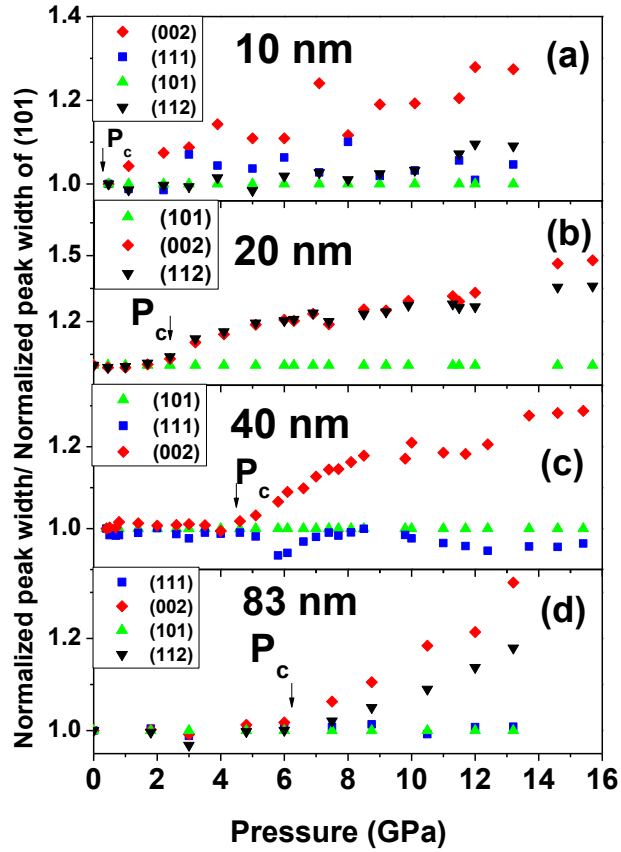 Normalized peak width/ Normalized peak width of (101)
(002)
(111)
(101)
(112)
10 nm
(a)
Pc
1.2
1.1
1.0
(101)
(002)
(112)
20 nm
(b)
Pc
1.5
1.2
(101)
(111)
(002)
40 nm
(c)
Pc
1.2
1.0
(111)
(002)
(101)
(112)
83 nm
(d)
Pc
1.2
1.0
0 2 4 6 8 10 12 14 16
Pressure (GPa)